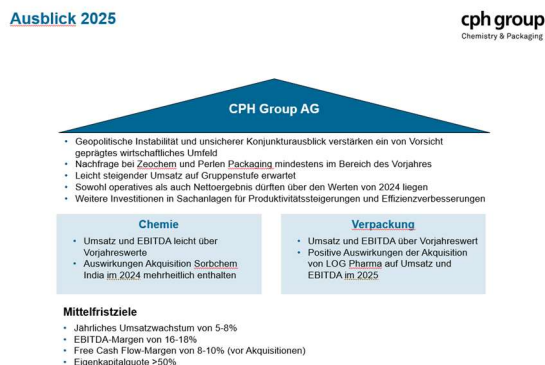 Ausblick 2025
cph group
Chemistry & Packaging
CPH Group AG
• Geopolitische Instabilität und unsicherer Konjunkturausblick verstärken ein von Vorsicht
geprägtes wirtschaftliches Umfeld
• Nachfrage bei Zeochem und Perlen Packaging mindestens im Bereich des Vorjahres
• Leicht steigender Umsatz auf Gruppenstufe erwartet
• Sowohl operatives als auch Nettoergebnis dürften über den Werten von 2024 liegen
• Weitere Investitionen in Sachanlagen für Produktivitätssteigerungen und Effizienzverbesserungen
Chemie
• Umsatz und EBITDA leicht über
Vorjahreswerte
• Auswirkungen Akquisition Sorbchem
India im 2024 mehrheitlich enthalten
Verpackung
• Umsatz und EBITDA über Vorjahreswert
• Positive Auswirkungen der Akquisition
von LOG Pharma auf Umsatz und
EBITDA im 2025
Mittelfristziele
• Jährliches Umsatzwachstum von 5-8%
• EBITDA-Margen von 16-18%
• Free Cash Flow-Margen von 8-10% (vor Akquisitionen)
• Eigenkapitalquote >50%